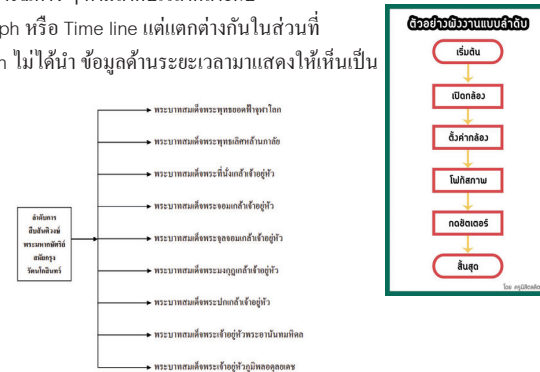 ph หรือ Time line แต่แตกต่างกันในส่วนที่
ไม่ได้นำ ข้อมูลด้านระยะเวลามาแสดงให้เห็นเป็น
ลำดับการ
สืบสันติวงศ์
พระมหากษัตริย์
สมัยกรุง
รัตนโกสินทร์
พระบาทสมเด็จพระพุทธยอดฟ้าจุฬาโลก
พระบาทสมเด็จพระพุทธเลิศหล้านภาลัย
พระบาทสมเด็จพระที่นั่งเกล้าเจ้าอยู่หัว
พระบาทสมเด็จพระจอมเกล้าเจ้าอยู่หัว
พระบาทสมเด็จพระจุลจอมเกล้าเจ้าอยู่หัว
พระบาทสมเด็จพระมงกุฎเกล้าเจ้าอยู่หัว
พระบาทสมเด็จพระปกเกล้าเจ้าอยู่หัว
พระบาทสมเด็จพระเจ้าอยู่หัวพระอานันทมหิดล
พระบาทสมเด็จพระเจ้าอยู่หัวภูมิพลอดุลยเดช
ตัวอย่างผังงานแบบลำดับ
เริ่มต้น
เปิดกล้อง
ตั้งค่ากล้อง
โฟกัสภาพ
กดชัตเตอร์
สิ้นสุด
โดย